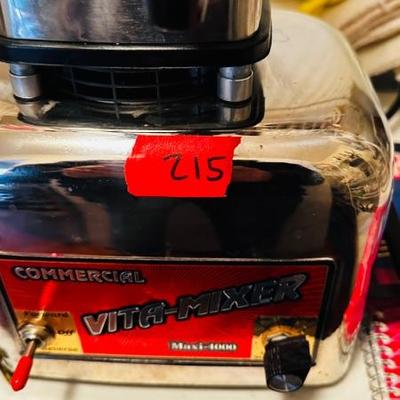 215
COMMERCIAL
VITA-MIXER
Forward
Off
Reverse
Maxi-4000